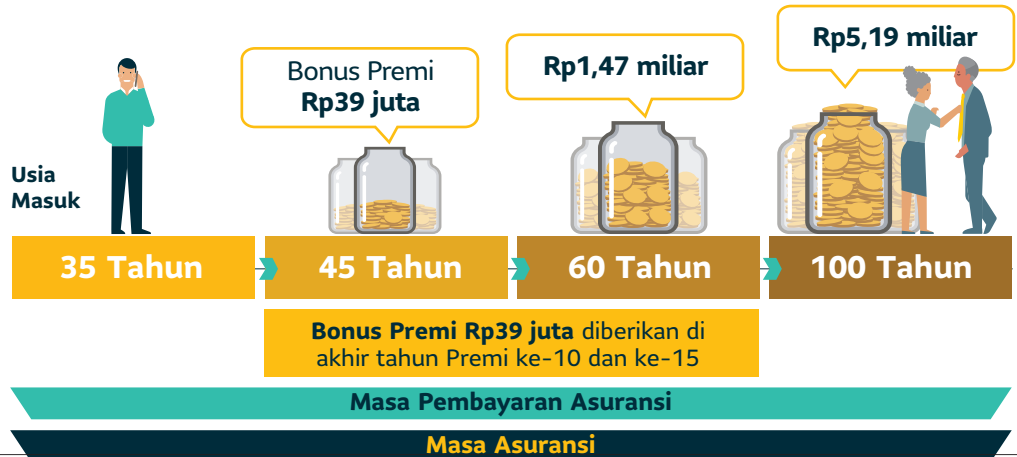 Bonus Premi
Rp39 juta
Rp1,47 miliar
Rp5,19 miliar
Usia
Masuk
35 Tahun
45 Tahun
60 Tahun
100 Tahun
Bonus Premi Rp39 juta diberikan di
akhir tahun Premi ke-10 dan ke-15
Masa Pembayaran Asuransi
Masa Asuransi